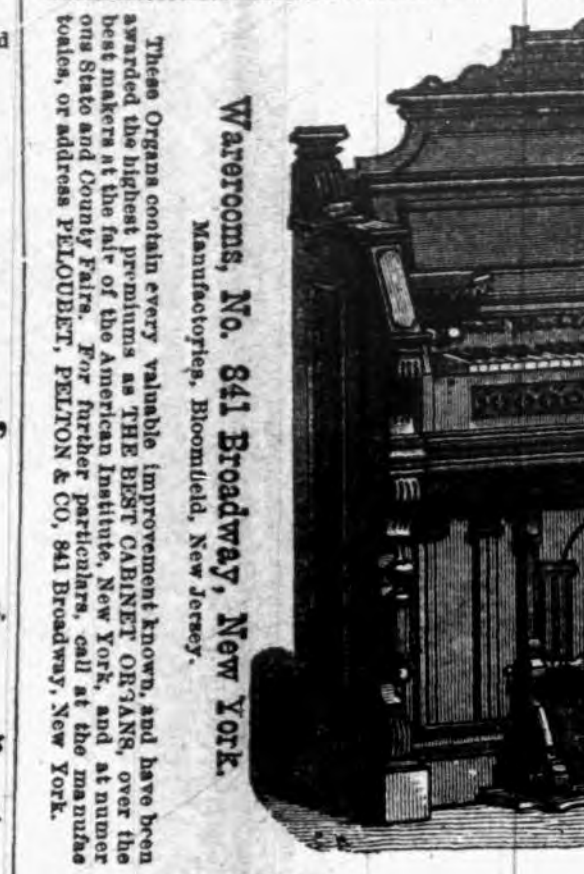 Warerooms, No. 841 Broadway, New York.
Manufactories, Bloomfield, New Jersey.
These Organs contain every valuable improvement known, and have been
awarded the highest premiums as THE BEST CABINET ORGANS, over the
best makers at the fair of the American Institute, New York, and at numer
ous State and County Fairs. For further particulars, call at the manufac
toaies, or address PELOUBET, PELTON & CO, 841 Broadway, New York.